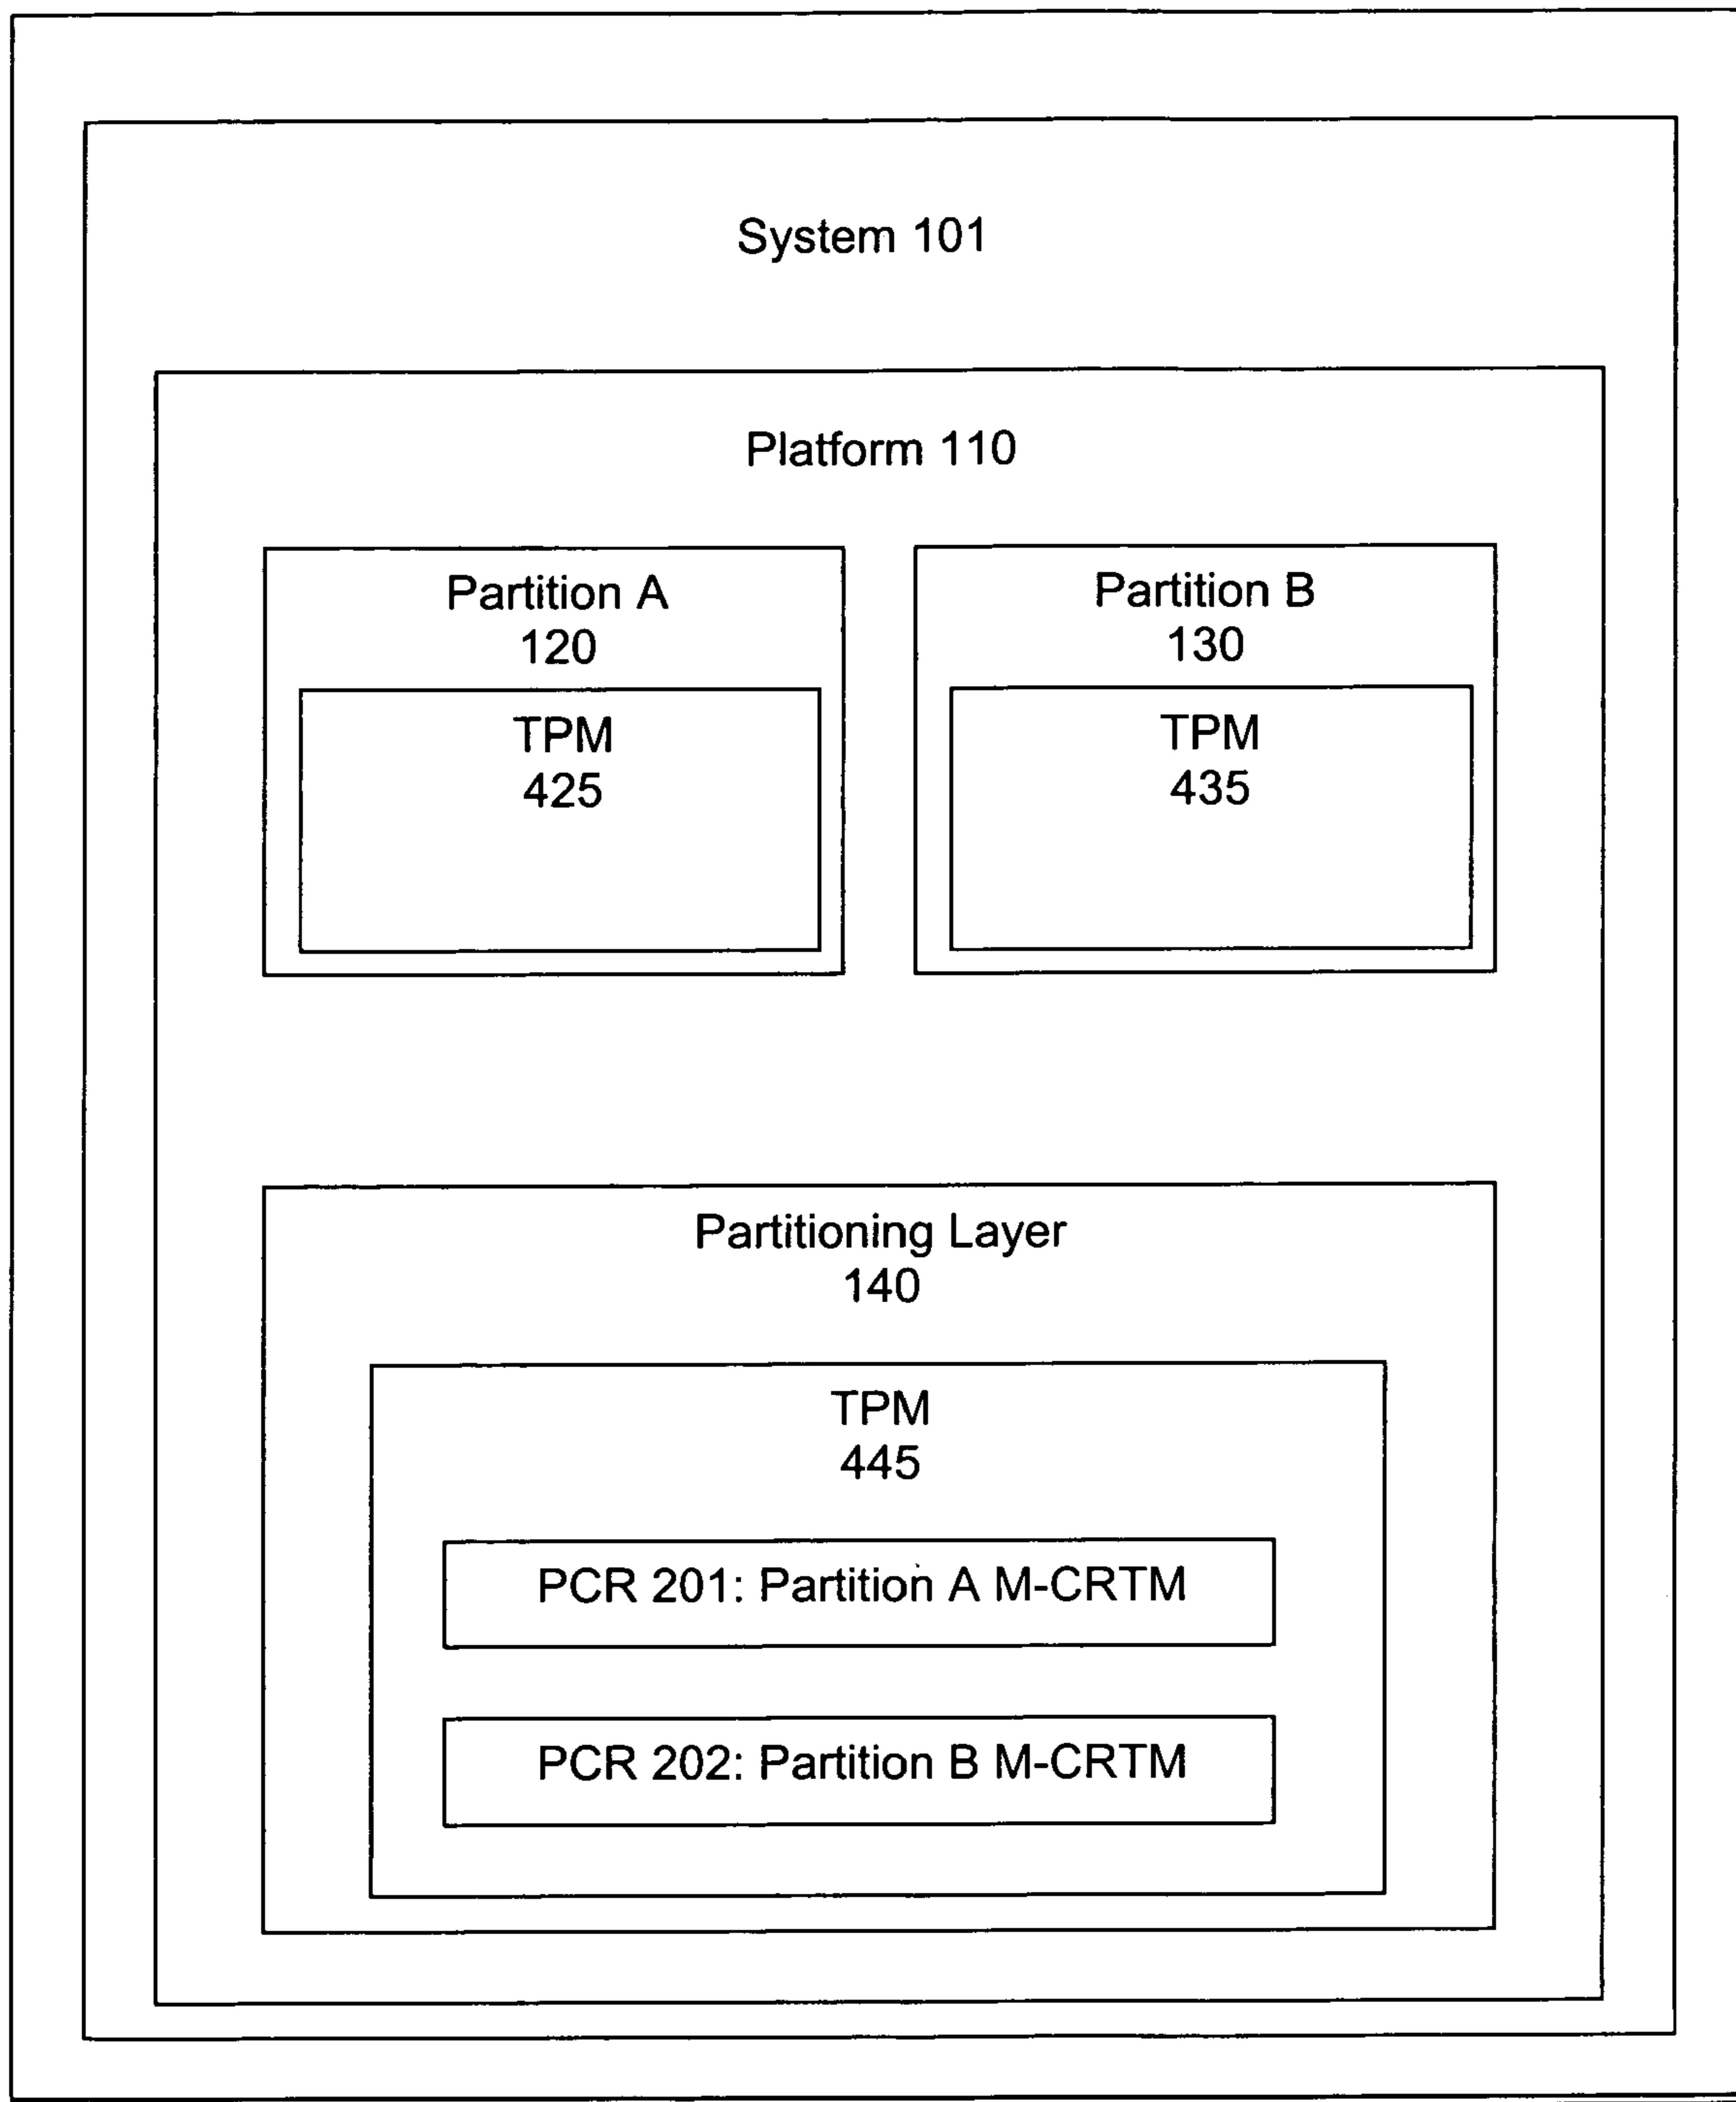 System 101
Platform 110
Partition A
120
TPM
425
Partition B
130
TPM
435
Partitioning Layer
140
TPM
445
PCR 201: Partition A M-CRTM
PCR 202: Partition B M-CRTM